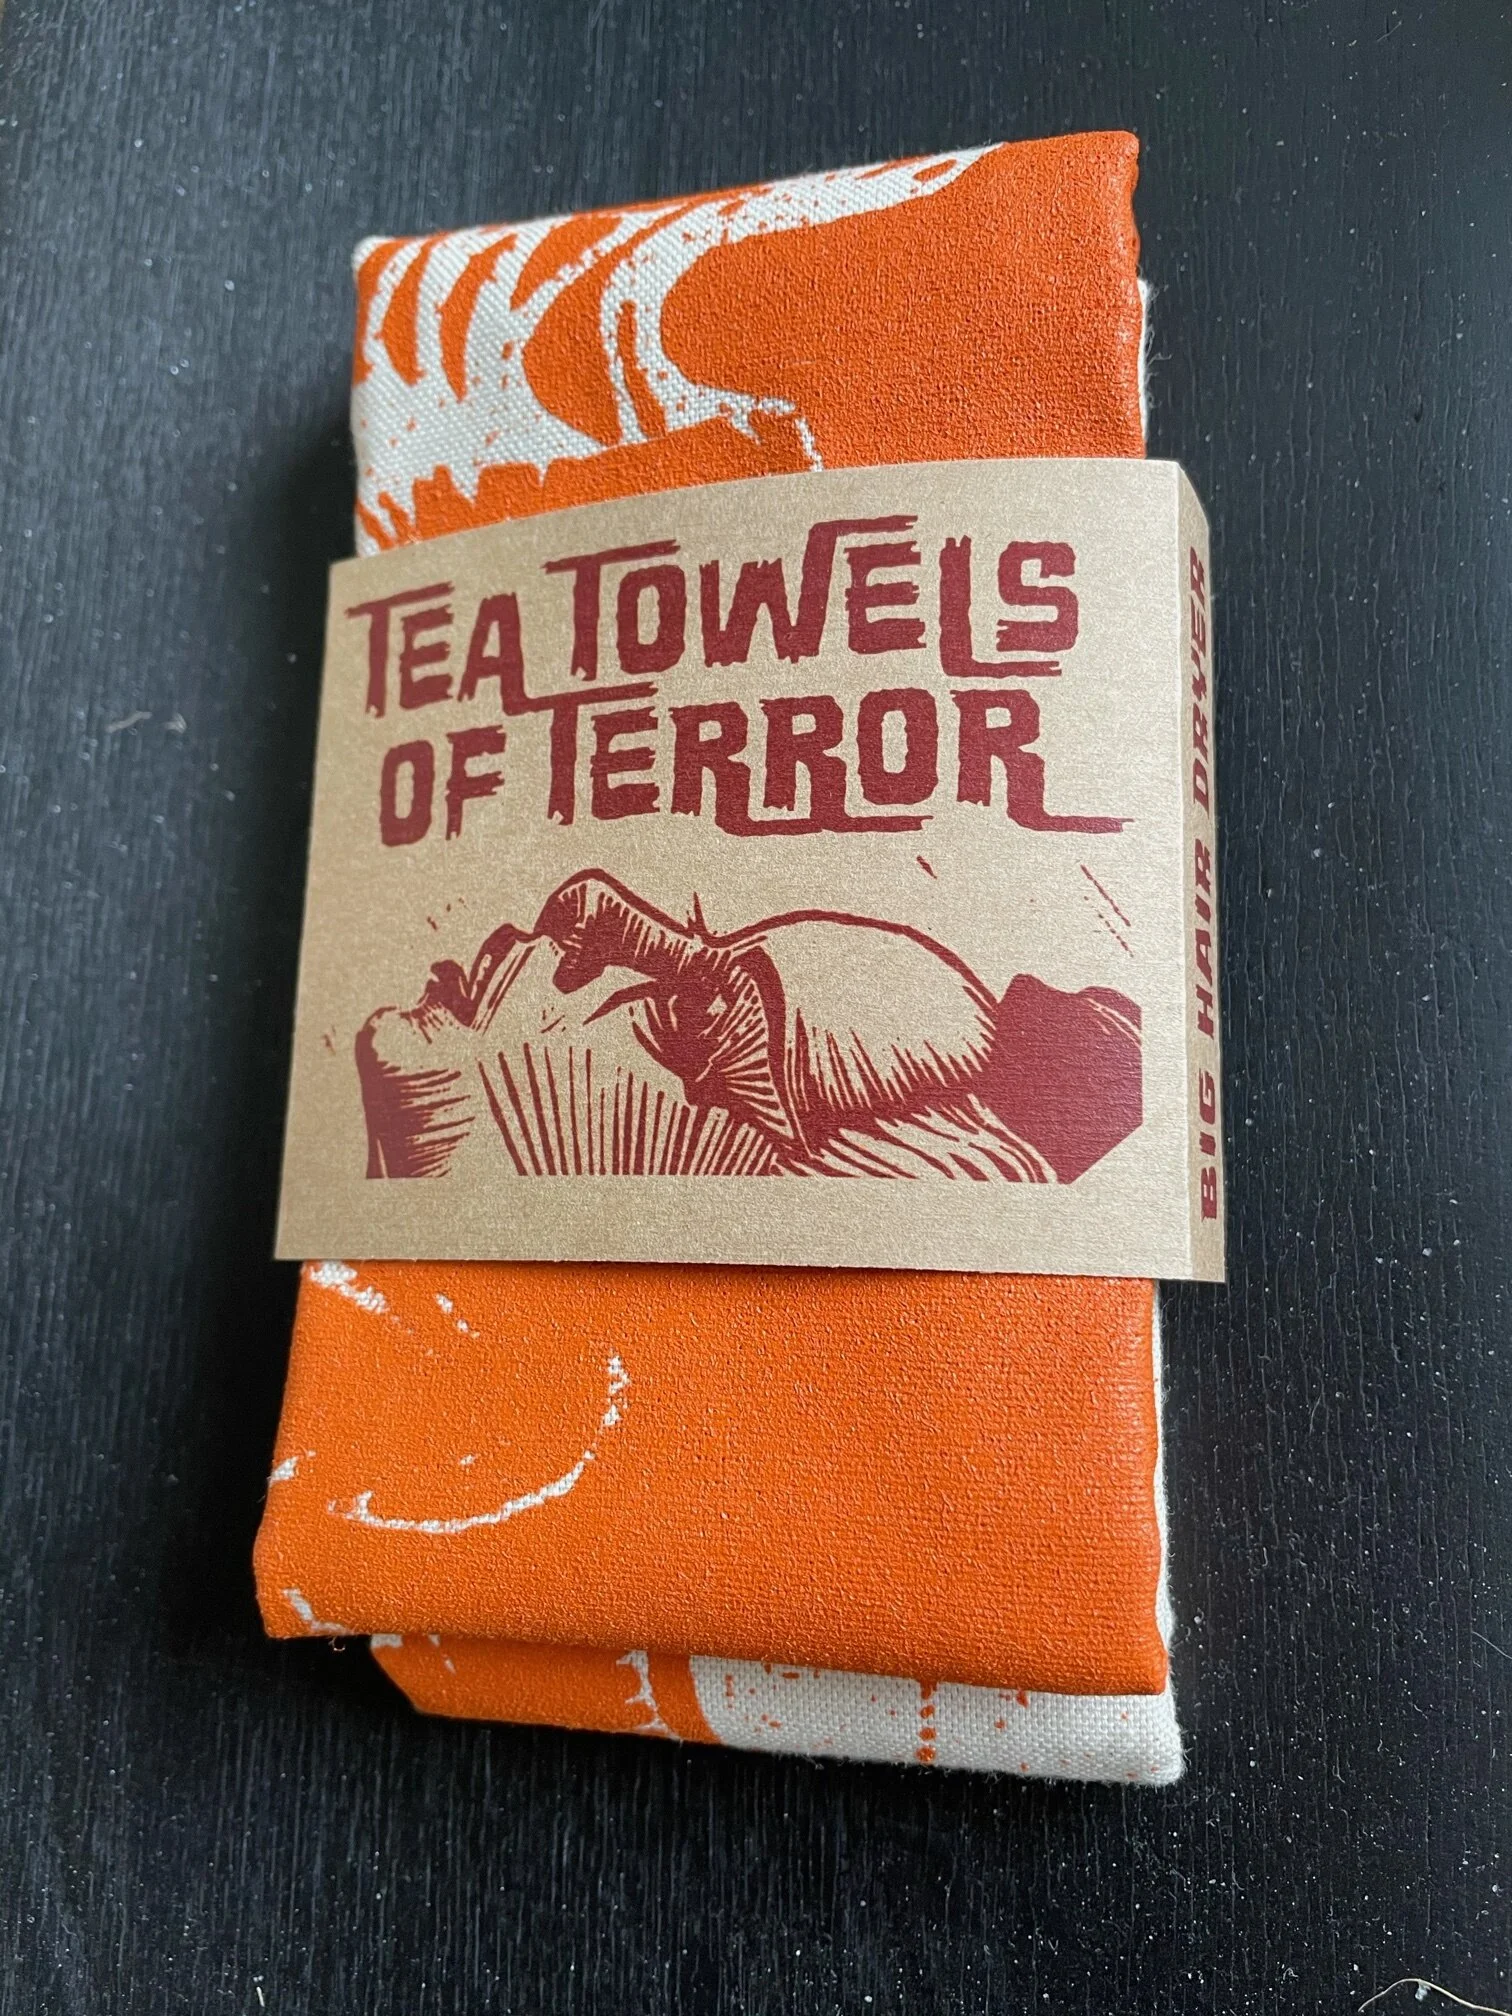 TEA TOWELS
OF TERROR
BIG HAIR DRYER